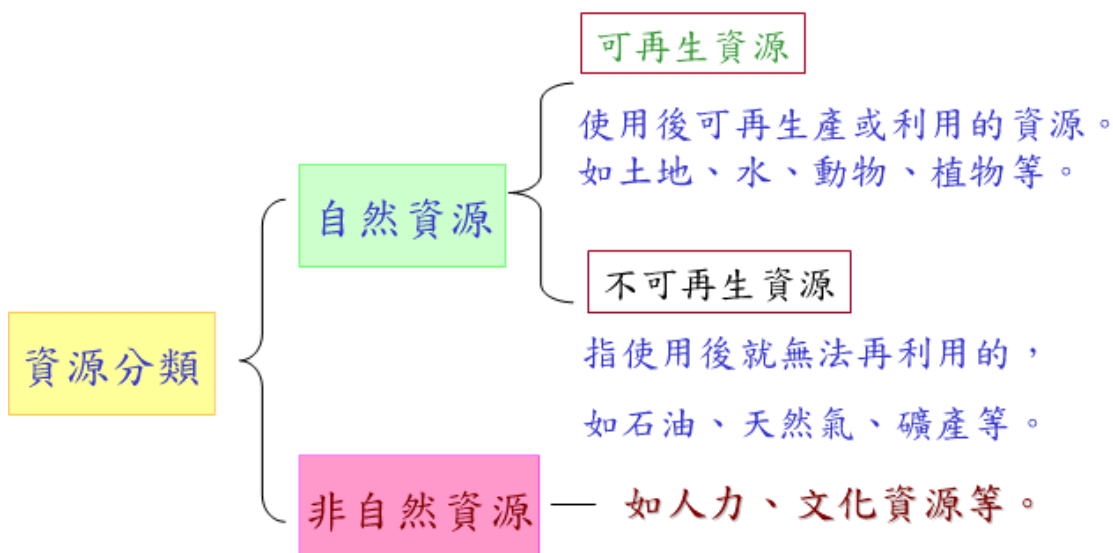 資源分類
自然資源
可再生資源
使用後可再生產或利用的資源。
如土地、水、動物、植物等。
不可再生資源
指使用後就無法再利用的，
如石油、天然氣、礦產等。
非自然資源
如人力、文化資源等。